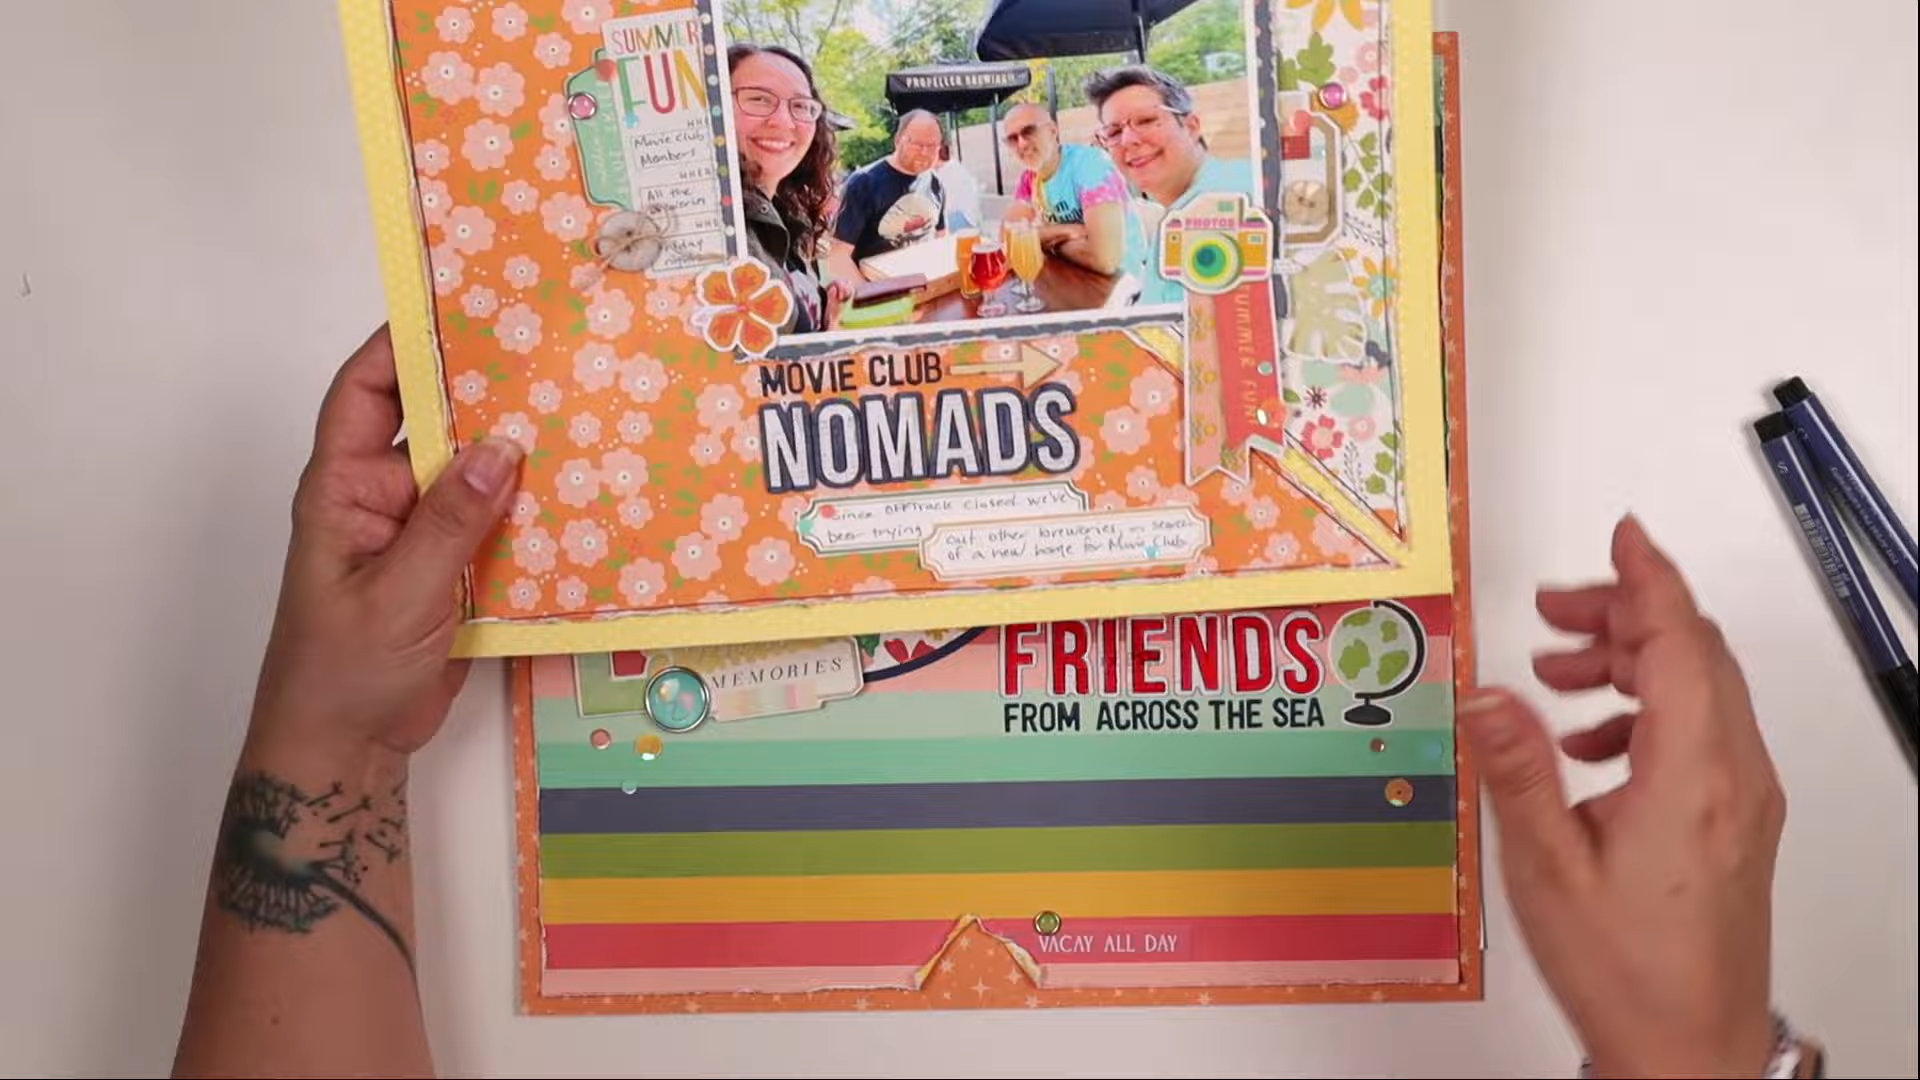 SUMMER
FUN
Movie Club
Members
WHERE
All the
PROPELLER BREWING
PHOTOS
SUMMER FUN
MOVIE CLUB
NOMADS
Since OffTrack closed we've
been trying
out other breweries, in search
of a new home for Movie Club.
MEMORIES
FRIENDS
FROM ACROSS THE SEA
VACAY ALL DAY